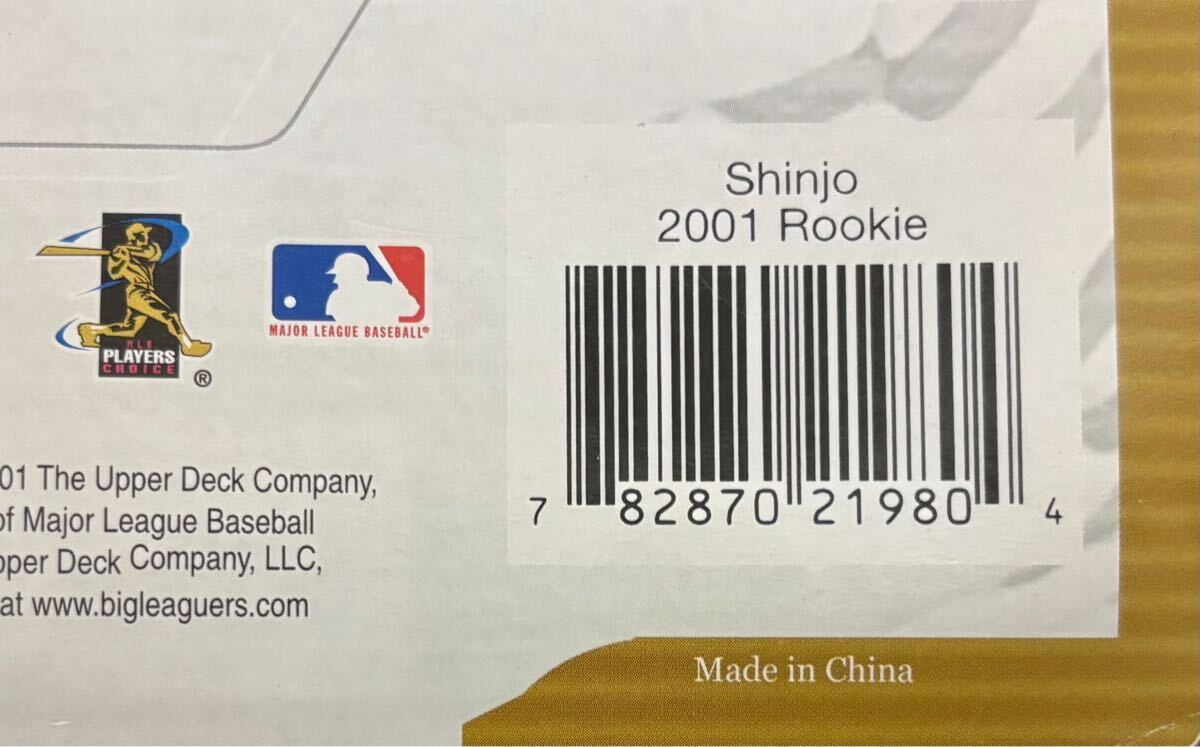 Shinjo
2001 Rookie
7 82870 21980 4
MLB
PLAYERS
CHOICE
®
MAJOR LEAGUE BASEBALL®
01 The Upper Deck Company,
of Major League Baseball
pper Deck Company, LLC,
at www.bigleaguers.com
Made in China